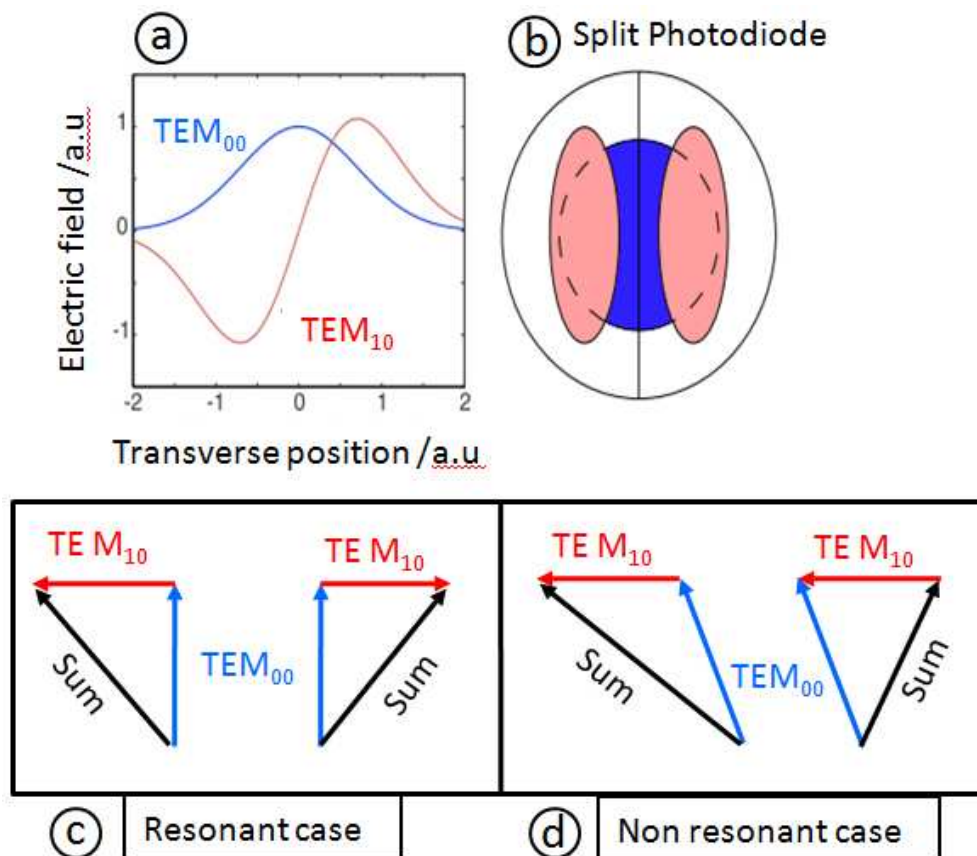 a
b Split Photodiode
Electric field /a.u
1
0
-1
TEM00
TEM10
-2 -1 0 1 2
Transverse position /a.u
TE M10
TE M10
TEM00
Sum
Sum
TE M10
TE M10
TEM00
Sum
Sum
c Resonant case
d Non resonant case